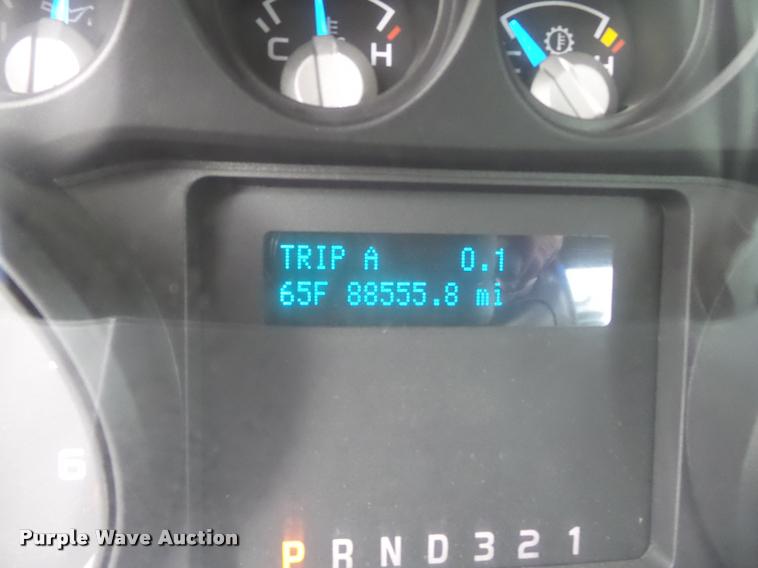 C H H
TRIP A 0.1
65F 88555.8 mi
6
P R N D 3 2 1
Purple Wave Auction